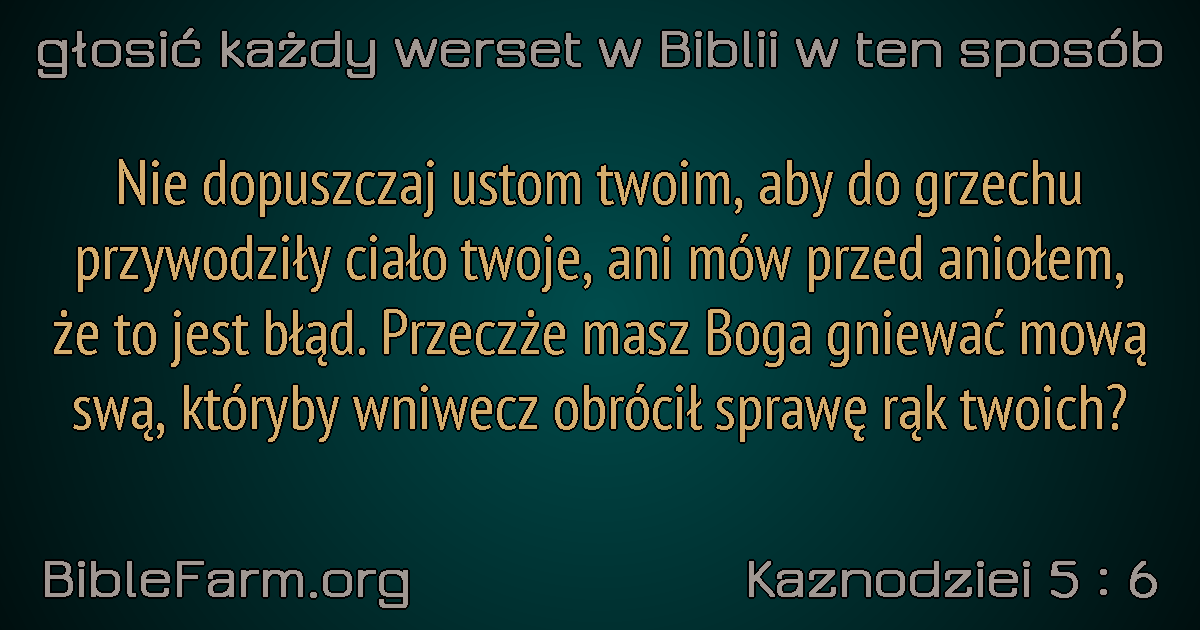 głosić każdy werset w Biblii w ten sposób
Nie dopuszczaj ustom twoim, aby do grzechu
przywodziły ciało twoje, ani mów przed aniołem,
że to jest błąd. Przeczże masz Boga gniewać mową
swą, któryby wniwecz obrócił sprawę rąk twoich?
BibleFarm.org
Kaznodziei 5 : 6